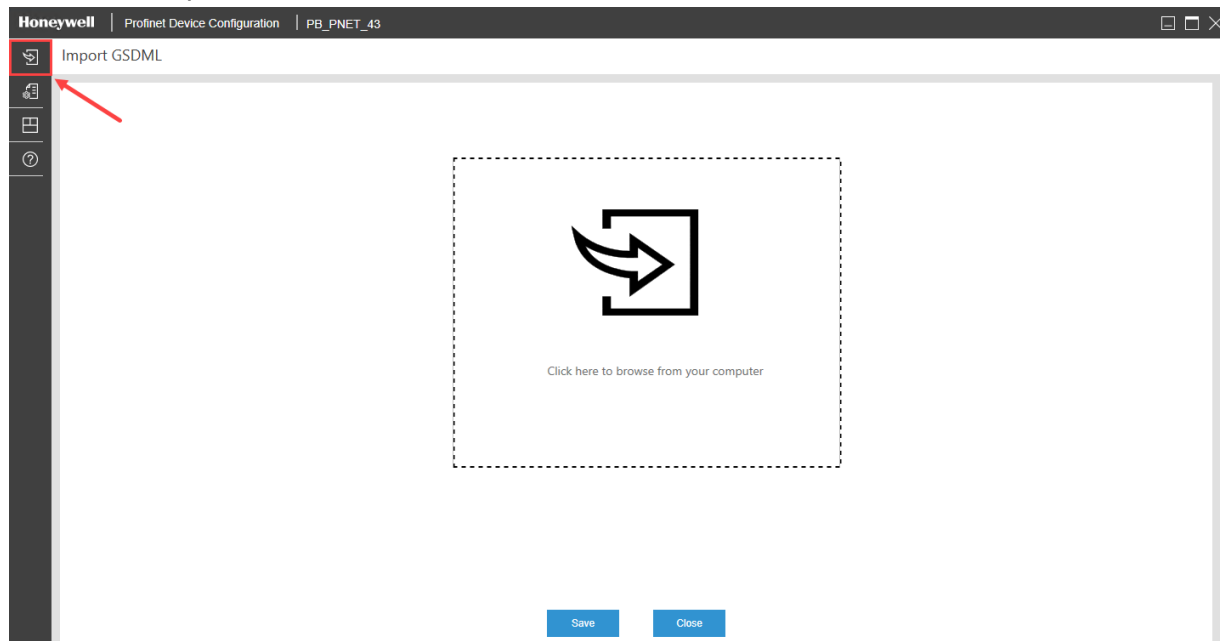 Honeywell Profinet Device Configuration PB_PNET_43
Import GSDML
Click here to browse from your computer
Save Close